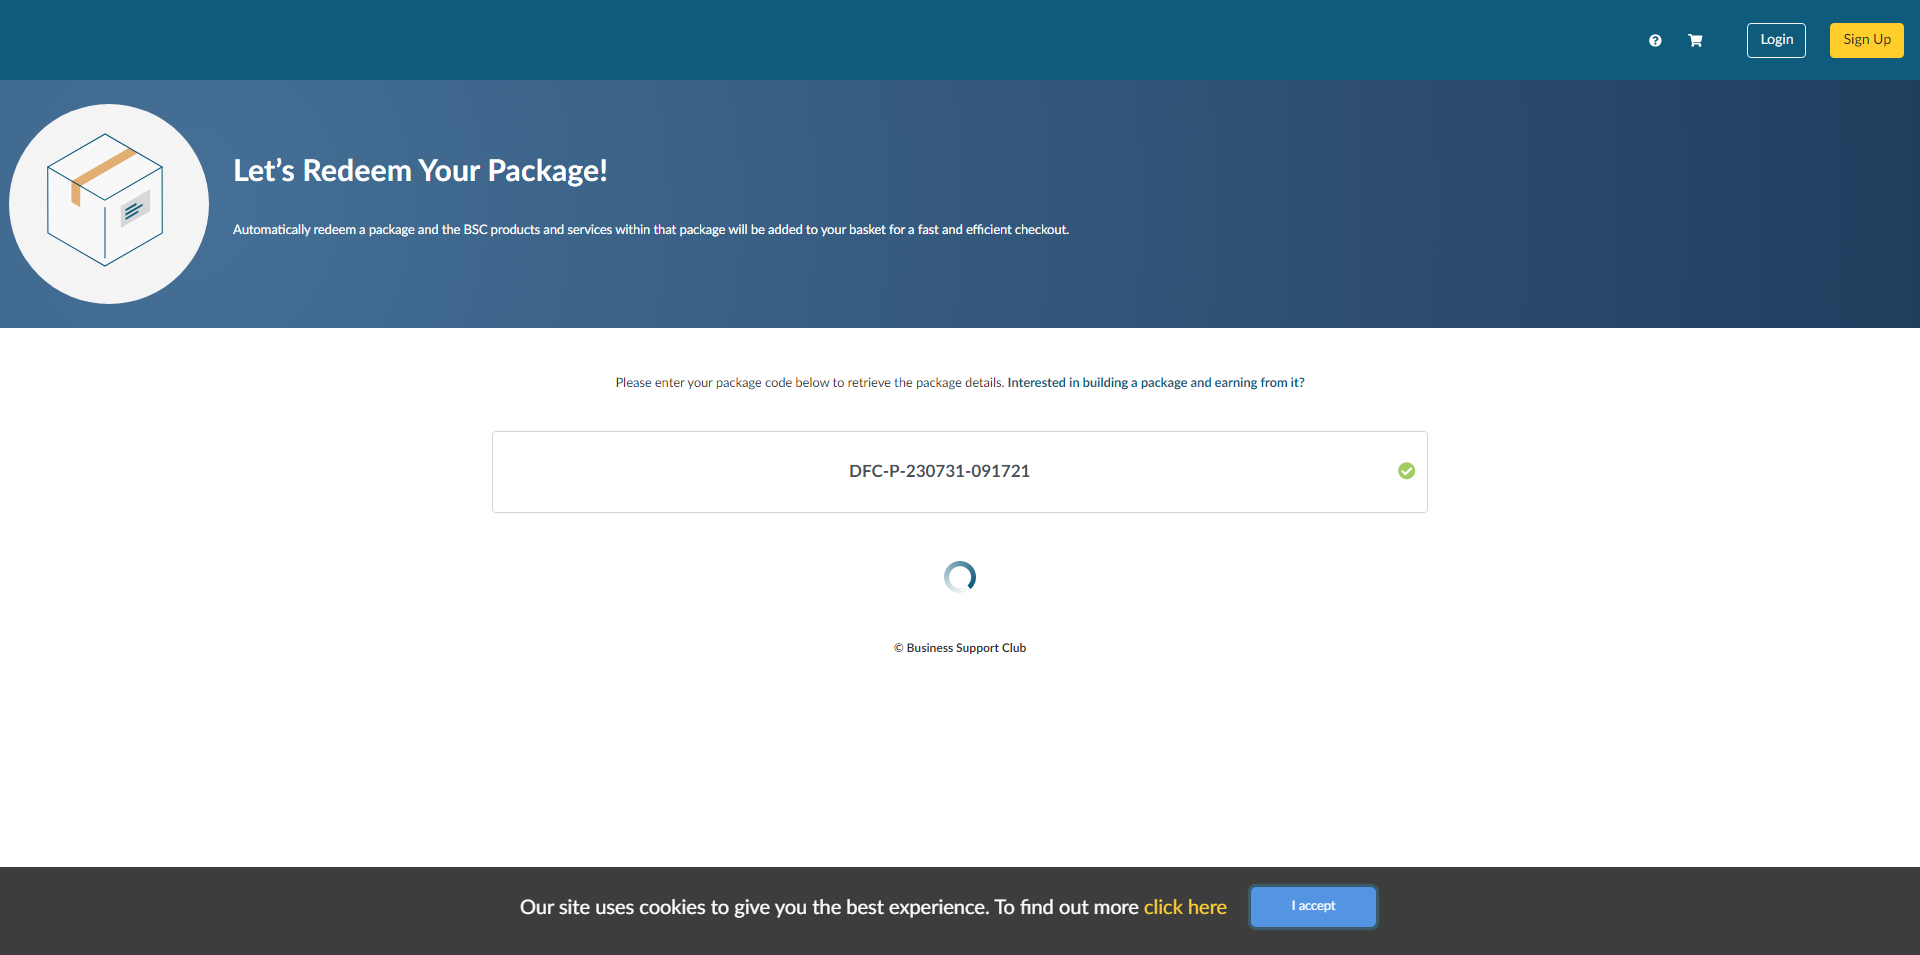 Login
Sign Up
Let’s Redeem Your Package!
Automatically redeem a package and the BSC products and services within that package will be added to your basket for a fast and efficient checkout.
Please enter your package code below to retrieve the package details. Interested in building a package and earning from it?
DFC-P-230731-091721
© Business Support Club
Our site uses cookies to give you the best experience. To find out more click here
I accept